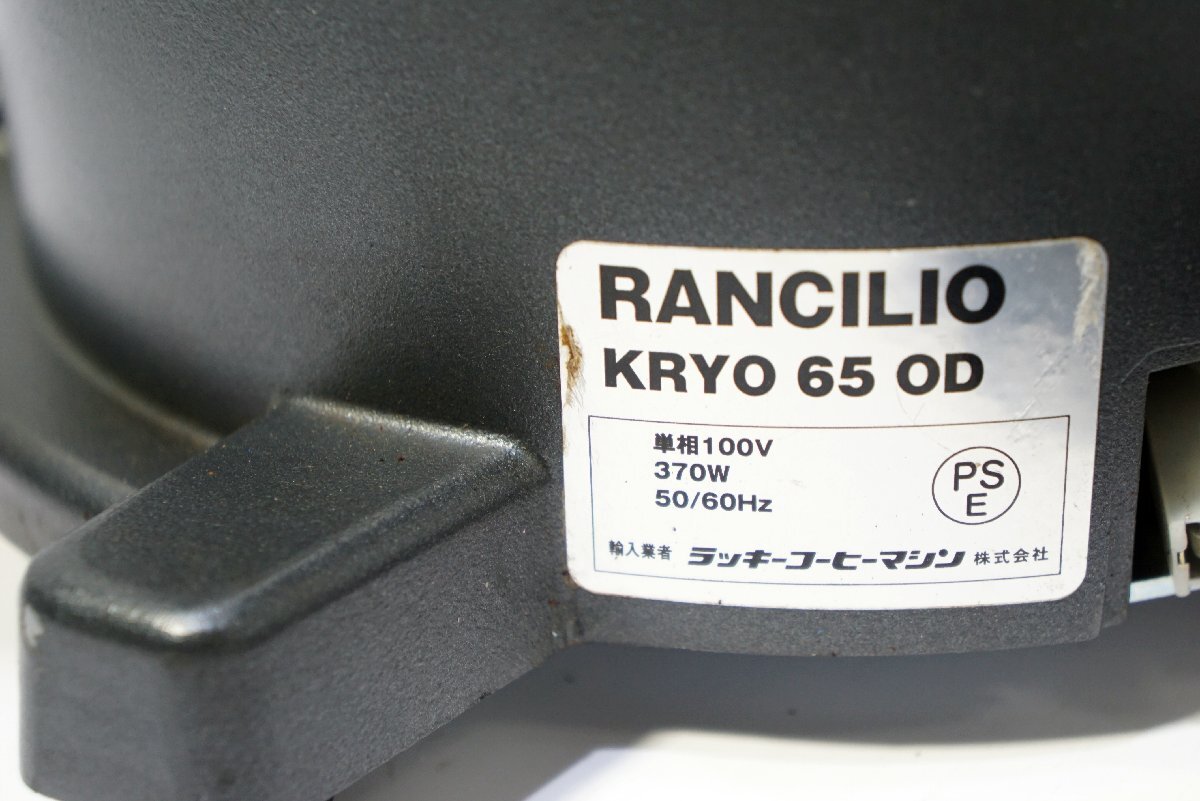 RANCILIO
KRYO 65 OD
単相100V
370W
50/60Hz
PS
E
輸入業者 ラッキーコーヒーマシン 株式会社